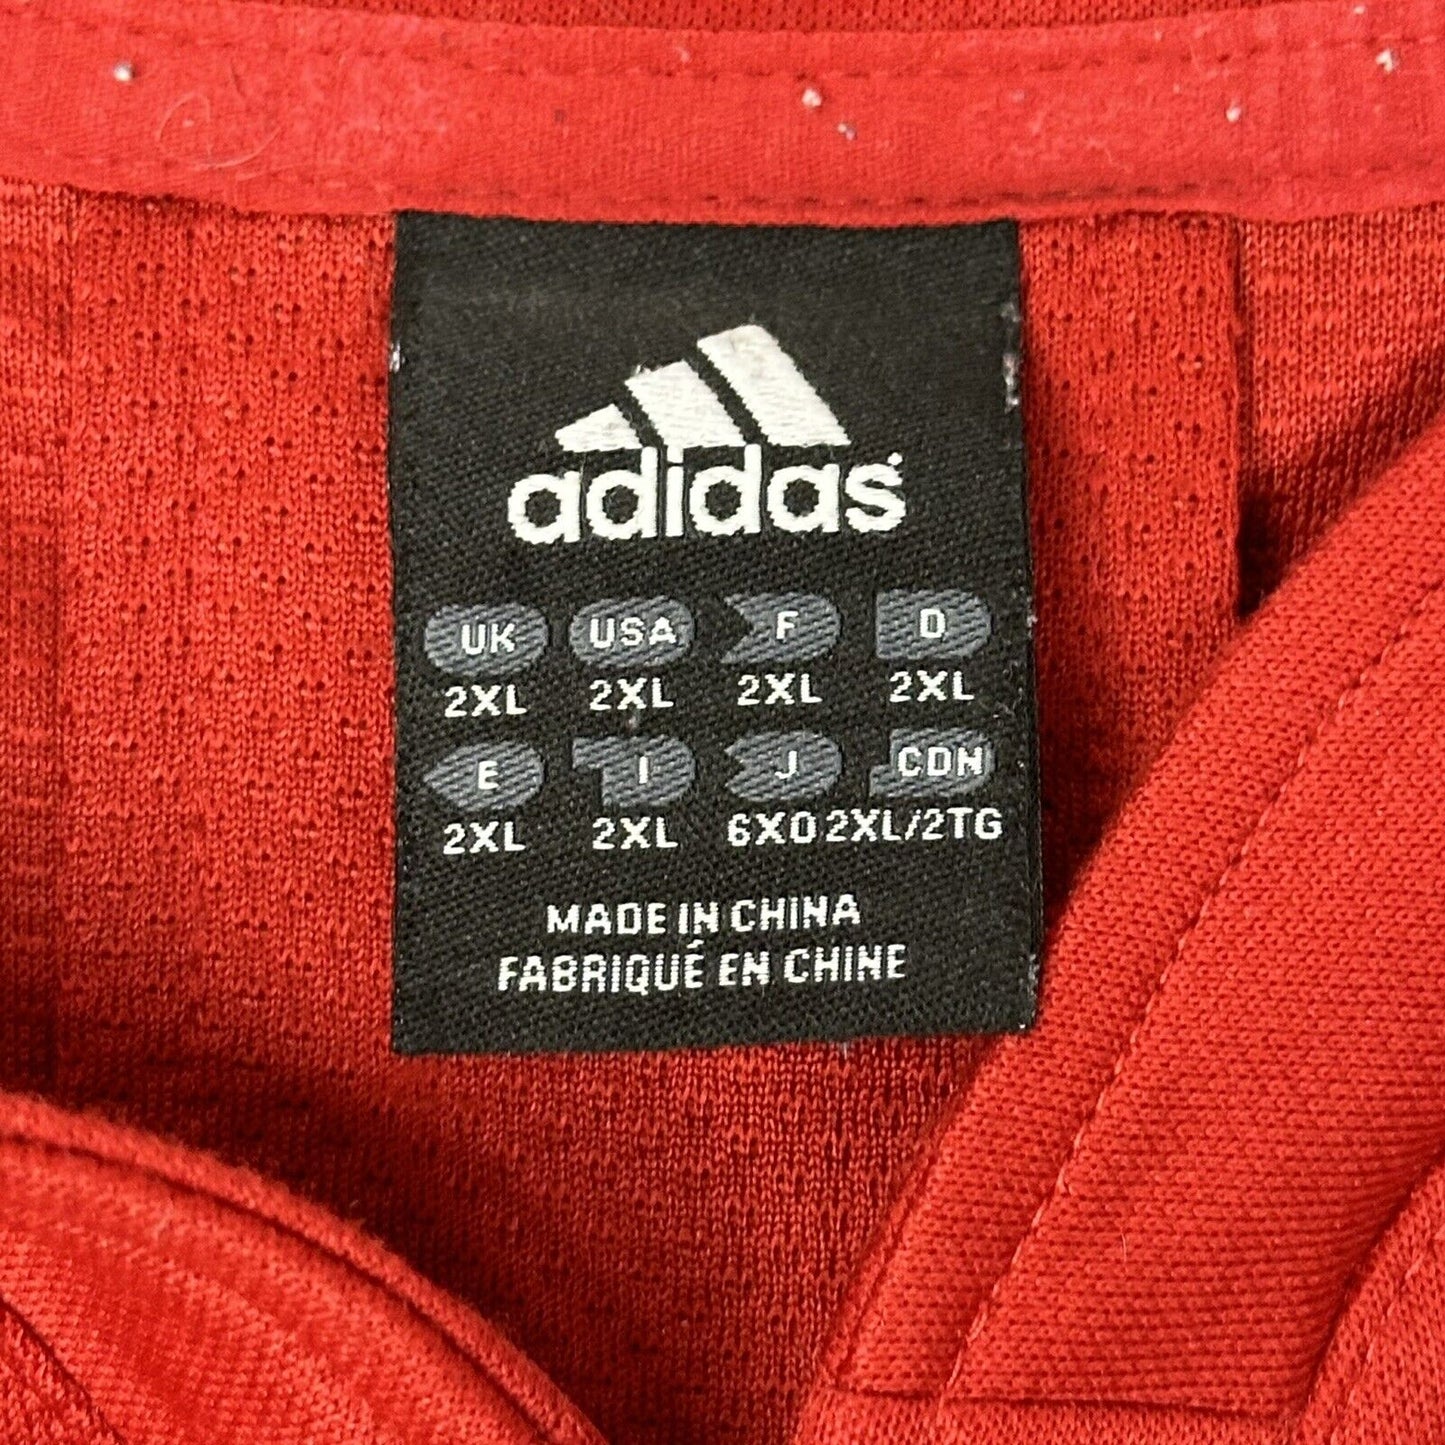 adidas
UK USA F D
2XL 2XL 2XL 2XL
E I J CDN
2XL 2XL 6XO 2XL/2TG
MADE IN CHINA
FABRIQUÉ EN CHINE